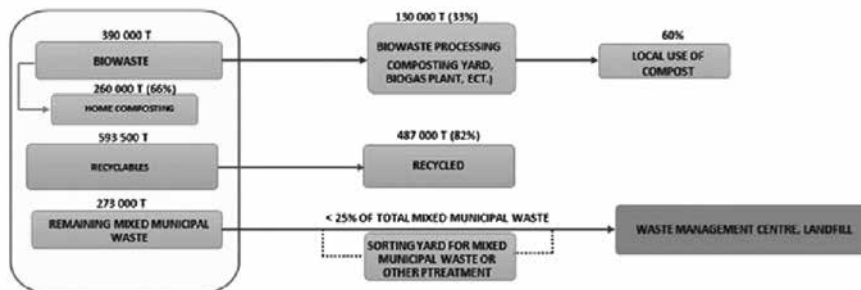 390 000 T
BIOWASTE
260 000 T (66%)
HOME COMPOSTING
593 500 T
RECYCLABLES
273 000 T
REMAINING MIXED MUNICIPAL
WASTE
130 000 T (33%)
BIOWASTE PROCESSING
COMPOSTING YARD,
BIOGAS PLANT, ECT.)
60%
LOCAL USE OF
COMPOST
487 000 T (82%)
RECYCLED
< 25% OF TOTAL MIXED MUNICIPAL WASTE
SORTING YARD FOR MIXED
MUNICIPAL WASTE OR
OTHER PTREATMENT
WASTE MANAGEMENT CENTRE, LANDFILL